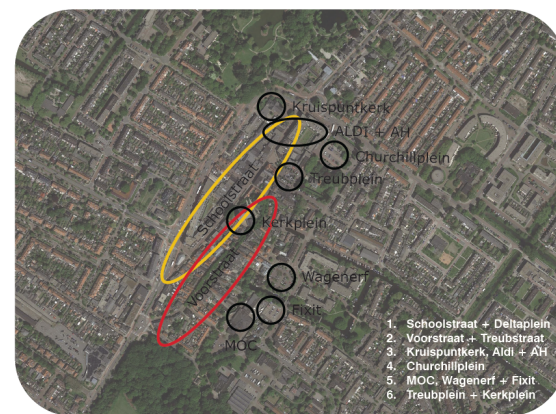 Kruispuntkerk
ALDI + AH
Churchillplein
Treubplein
Schoolstraat
Kerkplein
Voorstraat
Wagenerf
Fixit
MOC
1. Schoolstraat + Deltaplein
2. Voorstraat + Treubstraat
3. Kruispuntkerk, Aldi + AH
4. Churchiliplein
5. MOC, Wagenerf + Fixit
6. Treubplein + Kerkplein